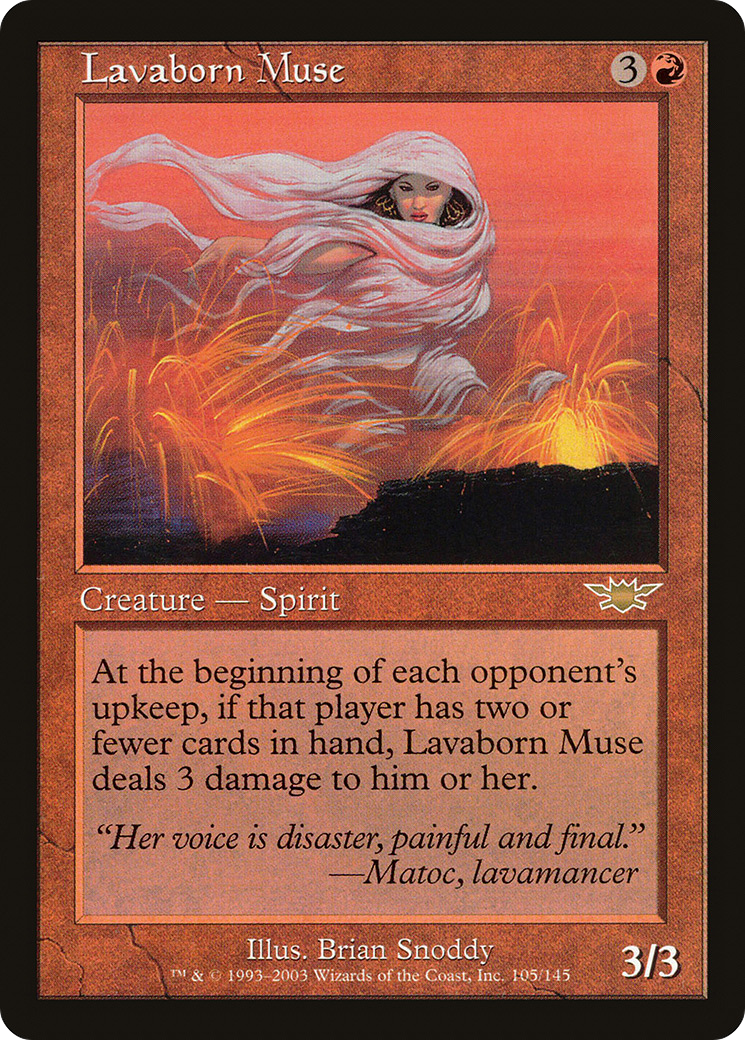 Lavaborn Muse 3
Creature — Spirit
At the beginning of each opponent's
upkeep, if that player has two or
fewer cards in hand, Lavaborn Muse
deals 3 damage to him or her.
“Her voice is disaster, painful and final.”
—Matoc, lavamancer
Illus. Brian Snoddy
™ & © 1993–2003 Wizards of the Coast, Inc. 105/145
3/3